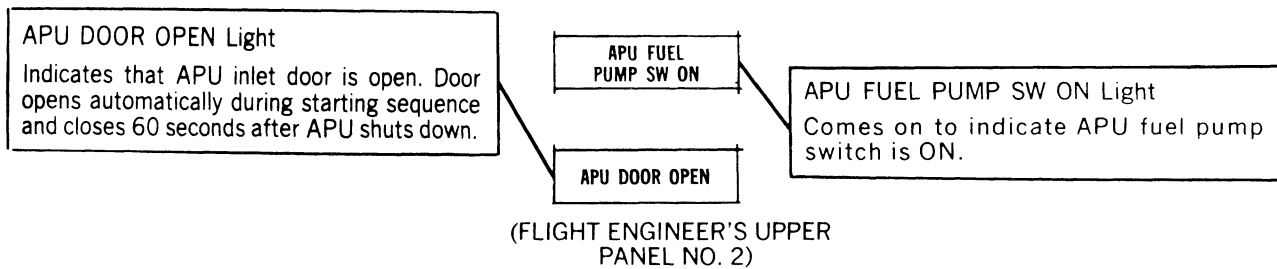 APU DOOR OPEN Light
Indicates that APU inlet door is open. Door
opens automatically during starting sequence
and closes 60 seconds after APU shuts down.
APU FUEL
PUMP SW ON
APU DOOR OPEN
APU FUEL PUMP SW ON Light
Comes on to indicate APU fuel pump
switch is ON.
(FLIGHT ENGINEER'S UPPER
PANEL NO. 2)